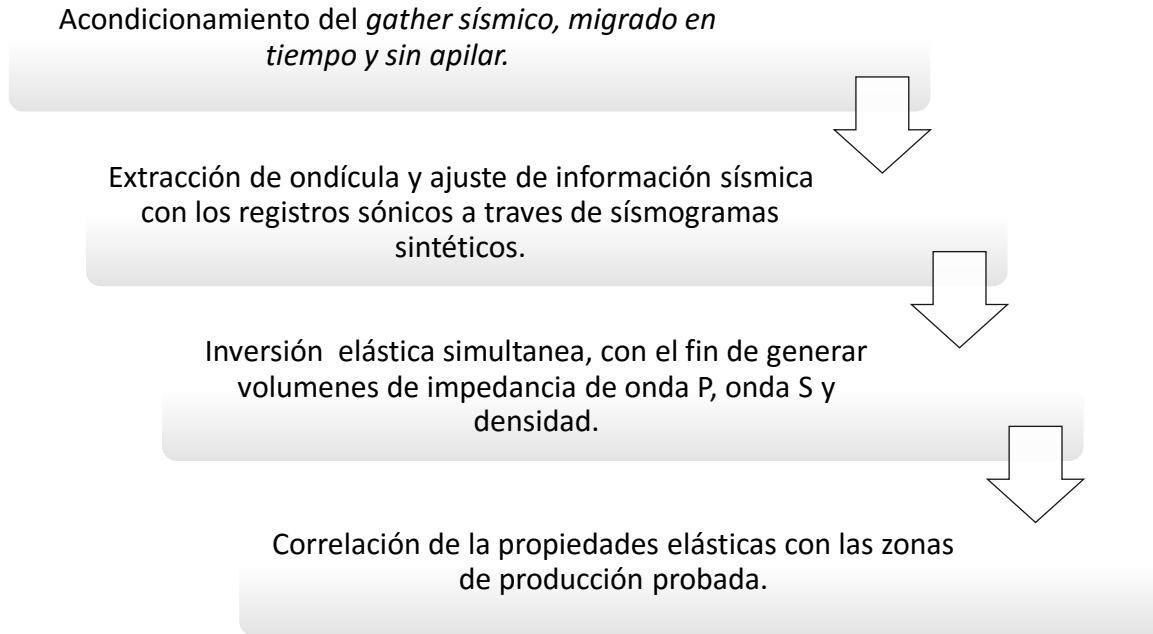 Acondicionamiento del gather sísmico, migrado en
tiempo y sin apilar.
Extracción de ondícula y ajuste de información sísmica
con los registros sónicos a traves de sísmogramas
sintéticos.
Inversión elástica simultanea, con el fin de generar
volumenes de impedancia de onda P, onda S y
densidad.
Correlación de la propiedades elásticas con las zonas
de producción probada.